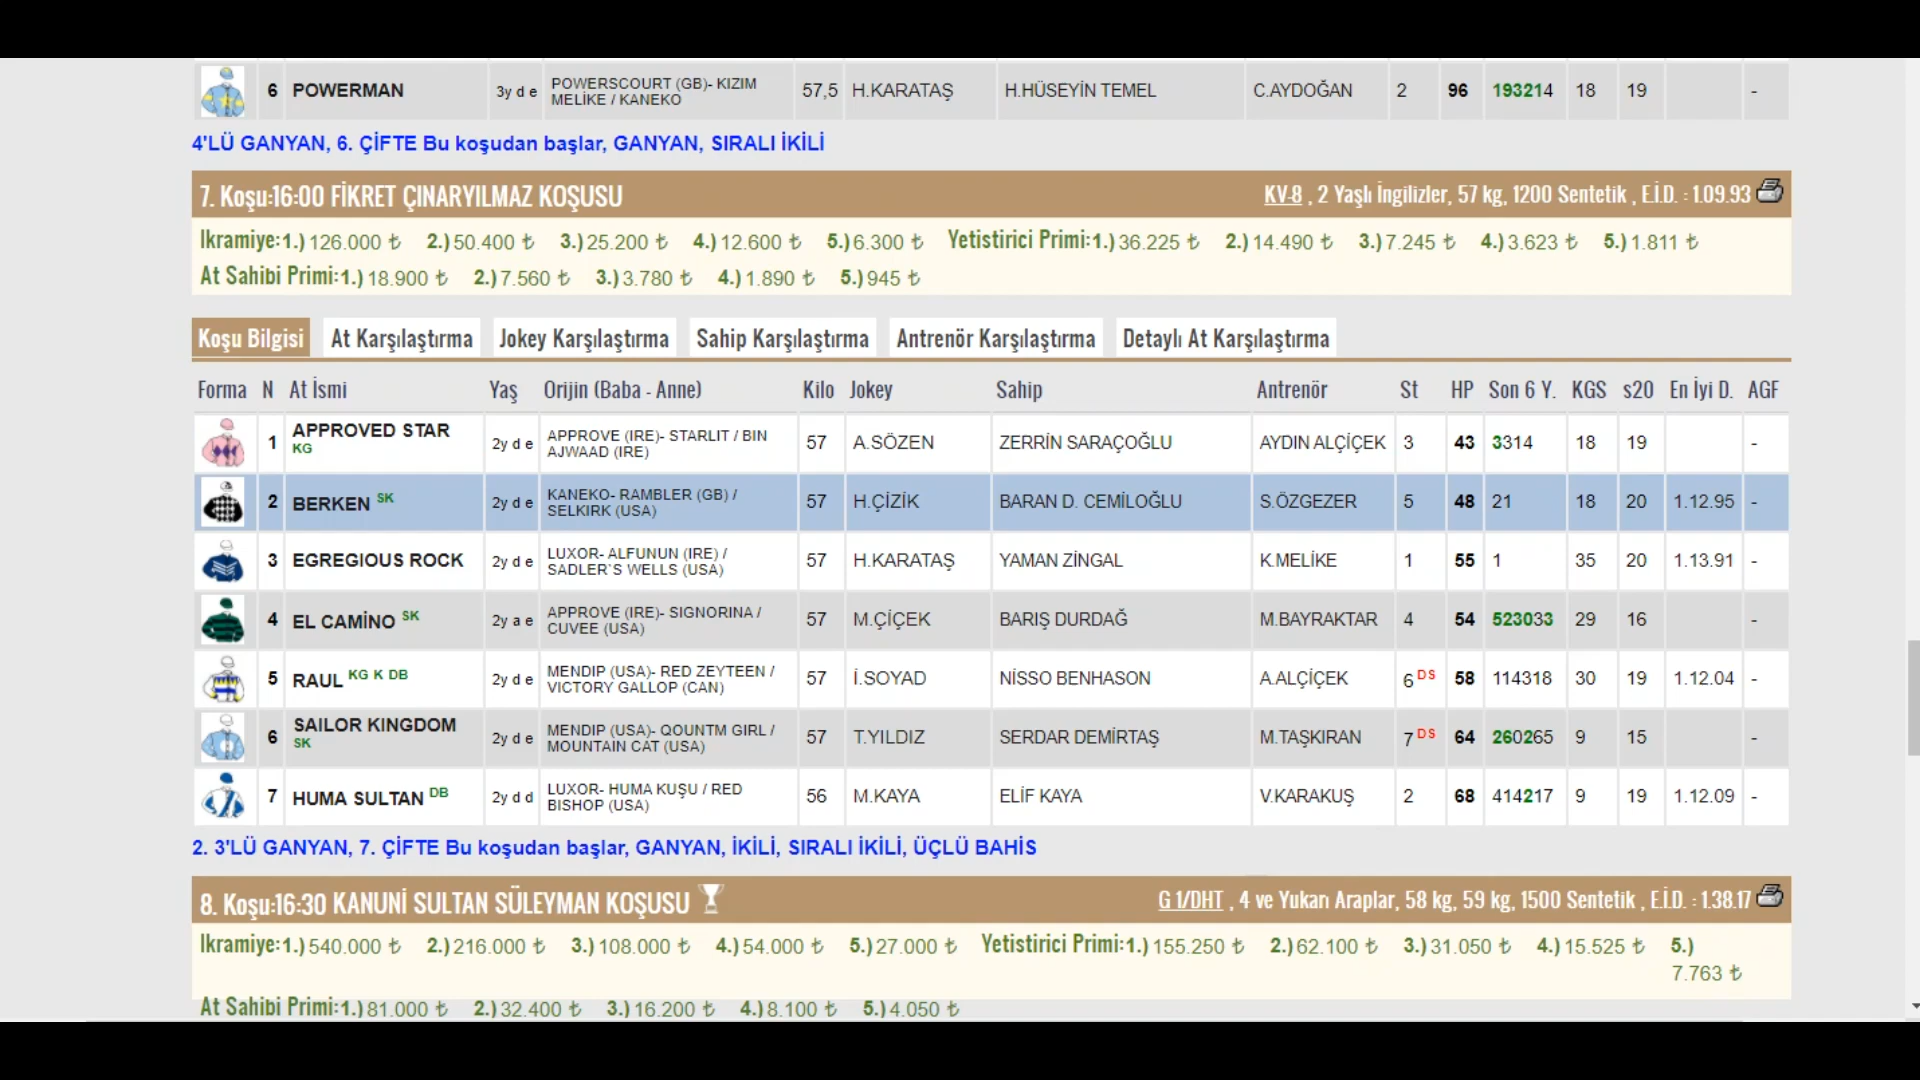 6 POWERMAN 3y d e POWERSCOURT (GB)- KIZIM MELİKE / KANEKO 57,5 H.KARATAŞ H.HÜSEYİN TEMEL C.AYDOĞAN 2 96 193214 18 19 -
4'LÜ GANYAN, 6. ÇİFTE Bu koşudan başlar, GANYAN, SIRALI İKİLİ
7. Koşu:16:00 FİKRET ÇINARYILMAZ KOŞUSU KV-8 , 2 Yaşlı İngilizler, 57 kg, 1200 Sentetik , E.İ.D. : 1.09.93
Ikramiye:1.) 126.000 ₺ 2.) 50.400 ₺ 3.) 25.200 ₺ 4.) 12.600 ₺ 5.) 6.300 ₺ Yetistirici Primi:1.) 36.225 ₺ 2.) 14.490 ₺ 3.) 7.245 ₺ 4.) 3.623 ₺ 5.) 1.811 ₺
At Sahibi Primi:1.) 18.900 ₺ 2.) 7.560 ₺ 3.) 3.780 ₺ 4.) 1.890 ₺ 5.) 945 ₺
Koşu Bilgisi At Karşılaştırma Jokey Karşılaştırma Sahip Karşılaştırma Antrenör Karşılaştırma Detaylı At Karşılaştırma
Forma N At İsmi Yaş Orijin (Baba - Anne) Kilo Jokey Sahip Antrenör St HP Son 6 Y. KGS s20 En İyi D. AGF
1 APPROVED STAR KG 2y d e APPROVE (IRE)- STARLIT / BIN AJWAAD (IRE) 57 A.SÖZEN ZERRİN SARAÇOĞLU AYDIN ALÇİÇEK 3 43 3314 18 19 -
2 BERKEN SK 2y d e KANEKO- RAMBLER (GB) / SELKIRK (USA) 57 H.ÇİZİK BARAN D. CEMİLOĞLU S.ÖZGEZER 5 48 21 18 20 1.12.95 -
3 EGREGIOUS ROCK 2y d e LUXOR- ALFUNUN (IRE) / SADLER`S WELLS (USA) 57 H.KARATAŞ YAMAN ZİNGAL K.MELİKE 1 55 1 35 20 1.13.91 -
4 EL CAMİNO SK 2y a e APPROVE (IRE)- SIGNORINA / CUVEE (USA) 57 M.ÇİÇEK BARIŞ DURDAĞ M.BAYRAKTAR 4 54 523033 29 16 -
5 RAUL KG K DB 2y d e MENDIP (USA)- RED ZEYTEEN / VICTORY GALLOP (CAN) 57 İ.SOYAD NİSSO BENHASON A.ALÇİÇEK 6 DS 58 114318 30 19 1.12.04 -
6 SAILOR KINGDOM SK 2y d e MENDIP (USA)- QOUNTM GIRL / MOUNTAIN CAT (USA) 57 T.YILDIZ SERDAR DEMİRTAŞ M.TAŞKIRAN 7 DS 64 260265 9 15 -
7 HUMA SULTAN DB 2y d d LUXOR- HUMA KUŞU / RED BISHOP (USA) 56 M.KAYA ELİF KAYA V.KARAKUŞ 2 68 414217 9 19 1.12.09 -
2. 3'LÜ GANYAN, 7. ÇİFTE Bu koşudan başlar, GANYAN, İKİLİ, SIRALI İKİLİ, ÜÇLÜ BAHİS
8. Koşu:16:30 KANUNİ SULTAN SÜLEYMAN KOŞUSU G 1/DHT , 4 ve Yukarı Araplar, 58 kg, 59 kg, 1500 Sentetik , E.İ.D. : 1.38.17
Ikramiye:1.) 540.000 ₺ 2.) 216.000 ₺ 3.) 108.000 ₺ 4.) 54.000 ₺ 5.) 27.000 ₺ Yetistirici Primi:1.) 155.250 ₺ 2.) 62.100 ₺ 3.) 31.050 ₺ 4.) 15.525 ₺ 5.)
7.763 ₺
At Sahibi Primi:1.) 81.000 ₺ 2.) 32.400 ₺ 3.) 16.200 ₺ 4.) 8.100 ₺ 5.) 4.050 ₺